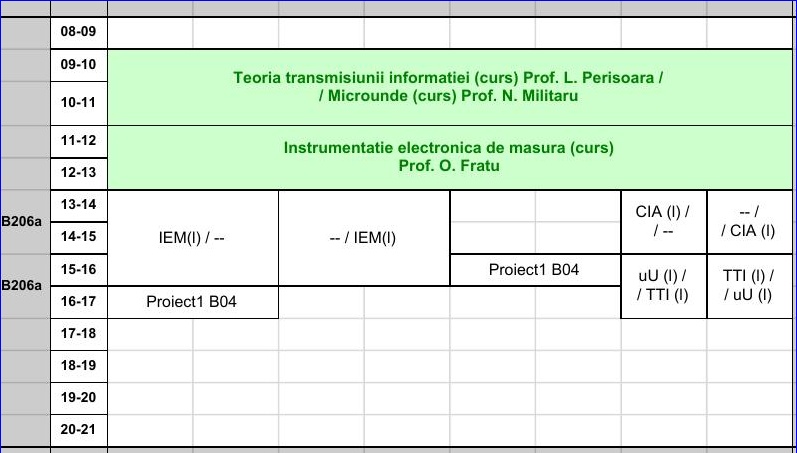 08-09
09-10
Teoria transmisiunii informatiei (curs) Prof. L. Perisoara /
/ Microunde (curs) Prof. N. Militaru
10-11
11-12
Instrumentatie electronica de masura (curs)
Prof. O. Fratu
12-13
B206a
13-14
14-15
IEM(l) / --
-- / IEM(l)
CIA (l) /
/ --
-- /
/ CIA (l)
B206a
15-16
Proiect1 B04
uU (l) /
/ TTI (l)
TTI (l) /
/ uU (l)
16-17
Proiect1 B04
17-18
18-19
19-20
20-21